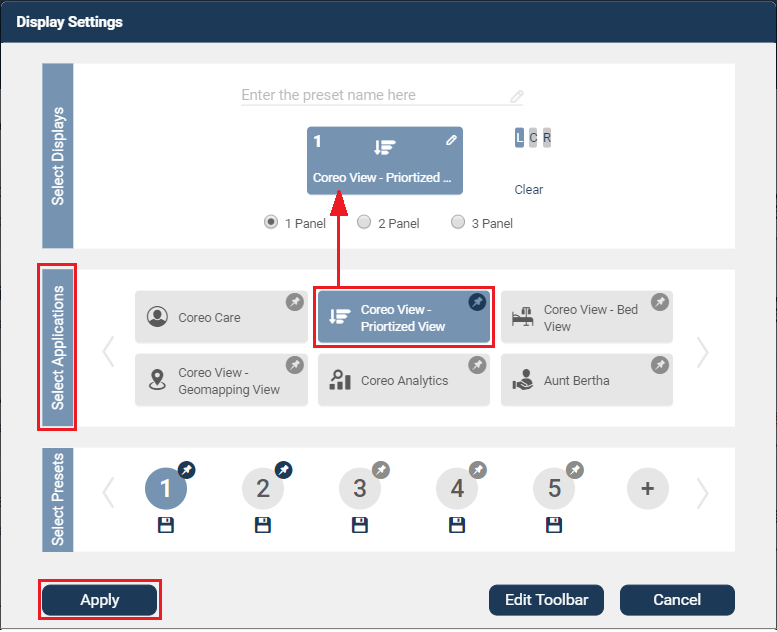 Display Settings
Select Displays
Enter the preset name here
1
Coreo View - Priortized ...
L C R
Clear
1 Panel
2 Panel
3 Panel
Select Applications
Coreo Care
Coreo View -
Priortized View
Coreo View - Bed
View
Coreo View -
Geomapping View
Coreo Analytics
Aunt Bertha
Select Presets
1
2
3
4
5
+
Apply
Edit Toolbar
Cancel